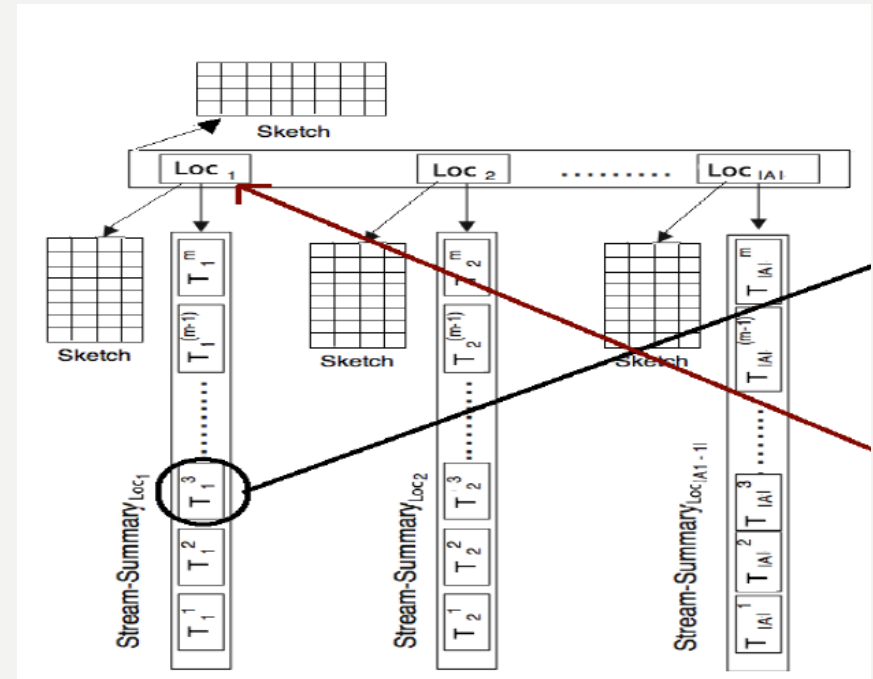 Sketch
Loc 1
Loc 2
.........
Loc |A|
Sketch
Sketch
Sketch
T 1 m
T 1 (m-1)
........
T 1 3
T 1 2
T 1 1
Stream-Summary Loc1
T 2 m
T 2 (m-1)
........
T 2 3
T 2 2
T 2 1
Stream-Summary Loc2
T |A| m
T |A| (m-1)
.......
T |A| 3
T |A| 2
T |A| 1
Stream-Summary Loc|A1 - 1|